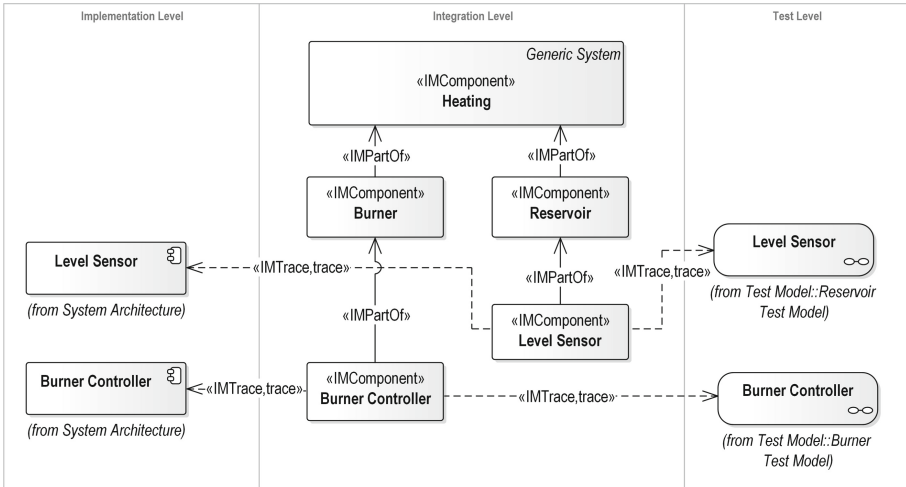 Implementation Level
Integration Level
Test Level
Generic System
«IMComponent»
Heating
«IMPartOf»
«IMPartOf»
«IMComponent»
Burner
«IMComponent»
Reservoir
Level Sensor
(from System Architecture)
«IMTrace,trace»
«IMPartOf»
«IMTrace,trace»
Level Sensor
(from Test Model::Reservoir
Test Model)
«IMPartOf»
«IMComponent»
Level Sensor
Burner Controller
(from System Architecture)
«IMTrace,trace»
«IMComponent»
Burner Controller
«IMTrace,trace»
Burner Controller
(from Test Model::Burner
Test Model)